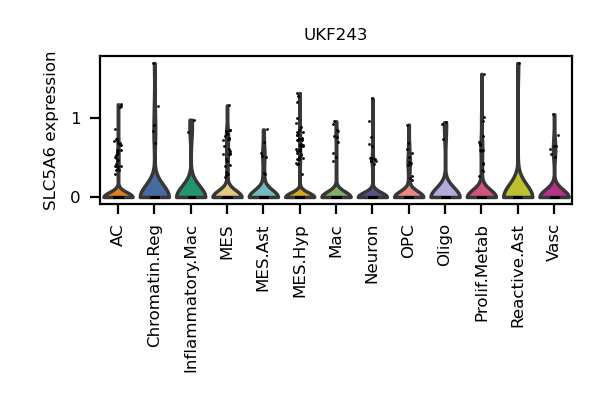 UKF243
SLC5A6 expression
1
0
AC
Chromatin.Reg
Inflammatory.Mac
MES
MES.Ast
MES.Hyp
Mac
Neuron
OPC
Oligo
Prolif.Metab
Reactive.Ast
Vasc